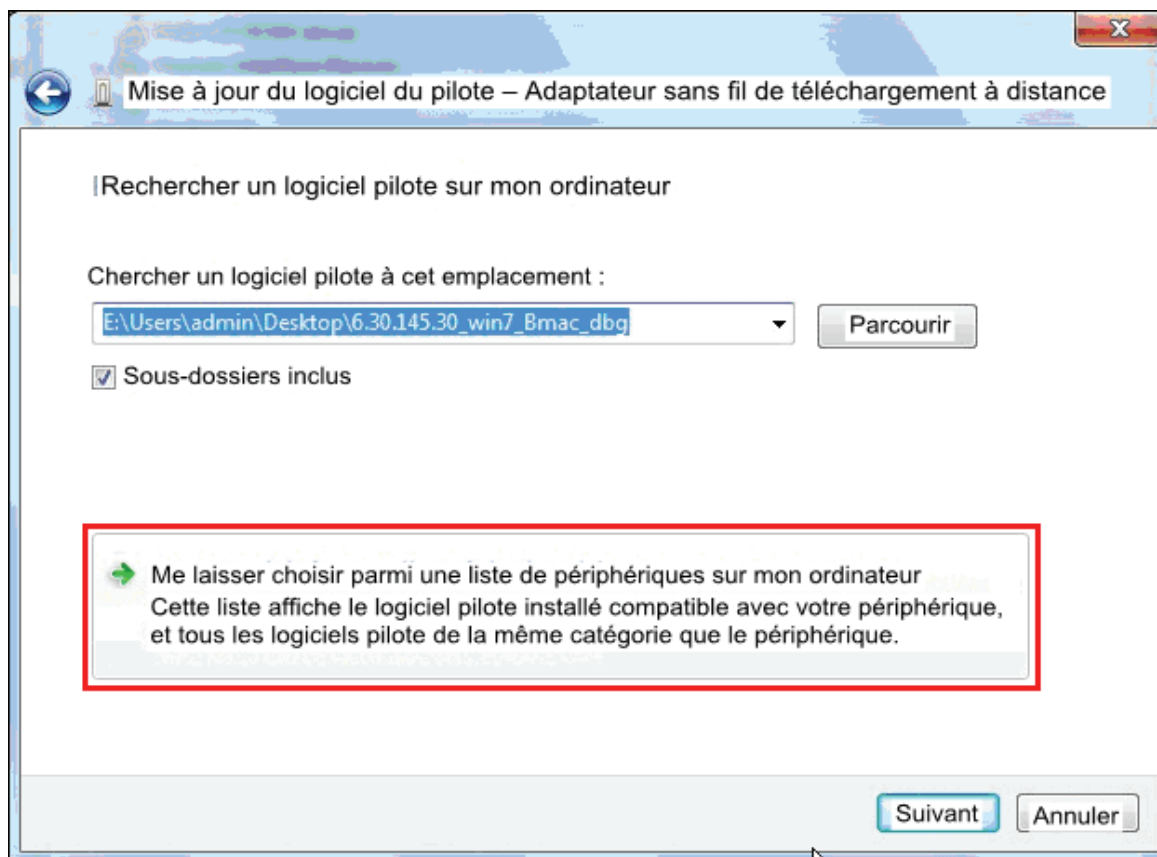 Mise à jour du logiciel du pilote – Adaptateur sans fil de téléchargement à distance
Rechercher un logiciel pilote sur mon ordinateur
Chercher un logiciel pilote à cet emplacement :
E:\Users\admin\Desktop\6.30.145.30_win7_Bmac_dbg
Parcourir
Sous-dossiers inclus
Me laisser choisir parmi une liste de périphériques sur mon ordinateur
Cette liste affiche le logiciel pilote installé compatible avec votre périphérique,
et tous les logiciels pilote de la même catégorie que le périphérique.
Suivant
Annuler